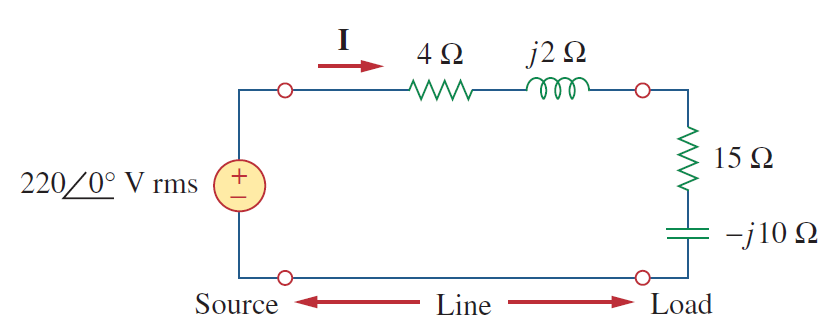 I
4 Ω
j2 Ω
15 Ω
220∠0° V rms
+
−
−j10 Ω
Source
Line
Load